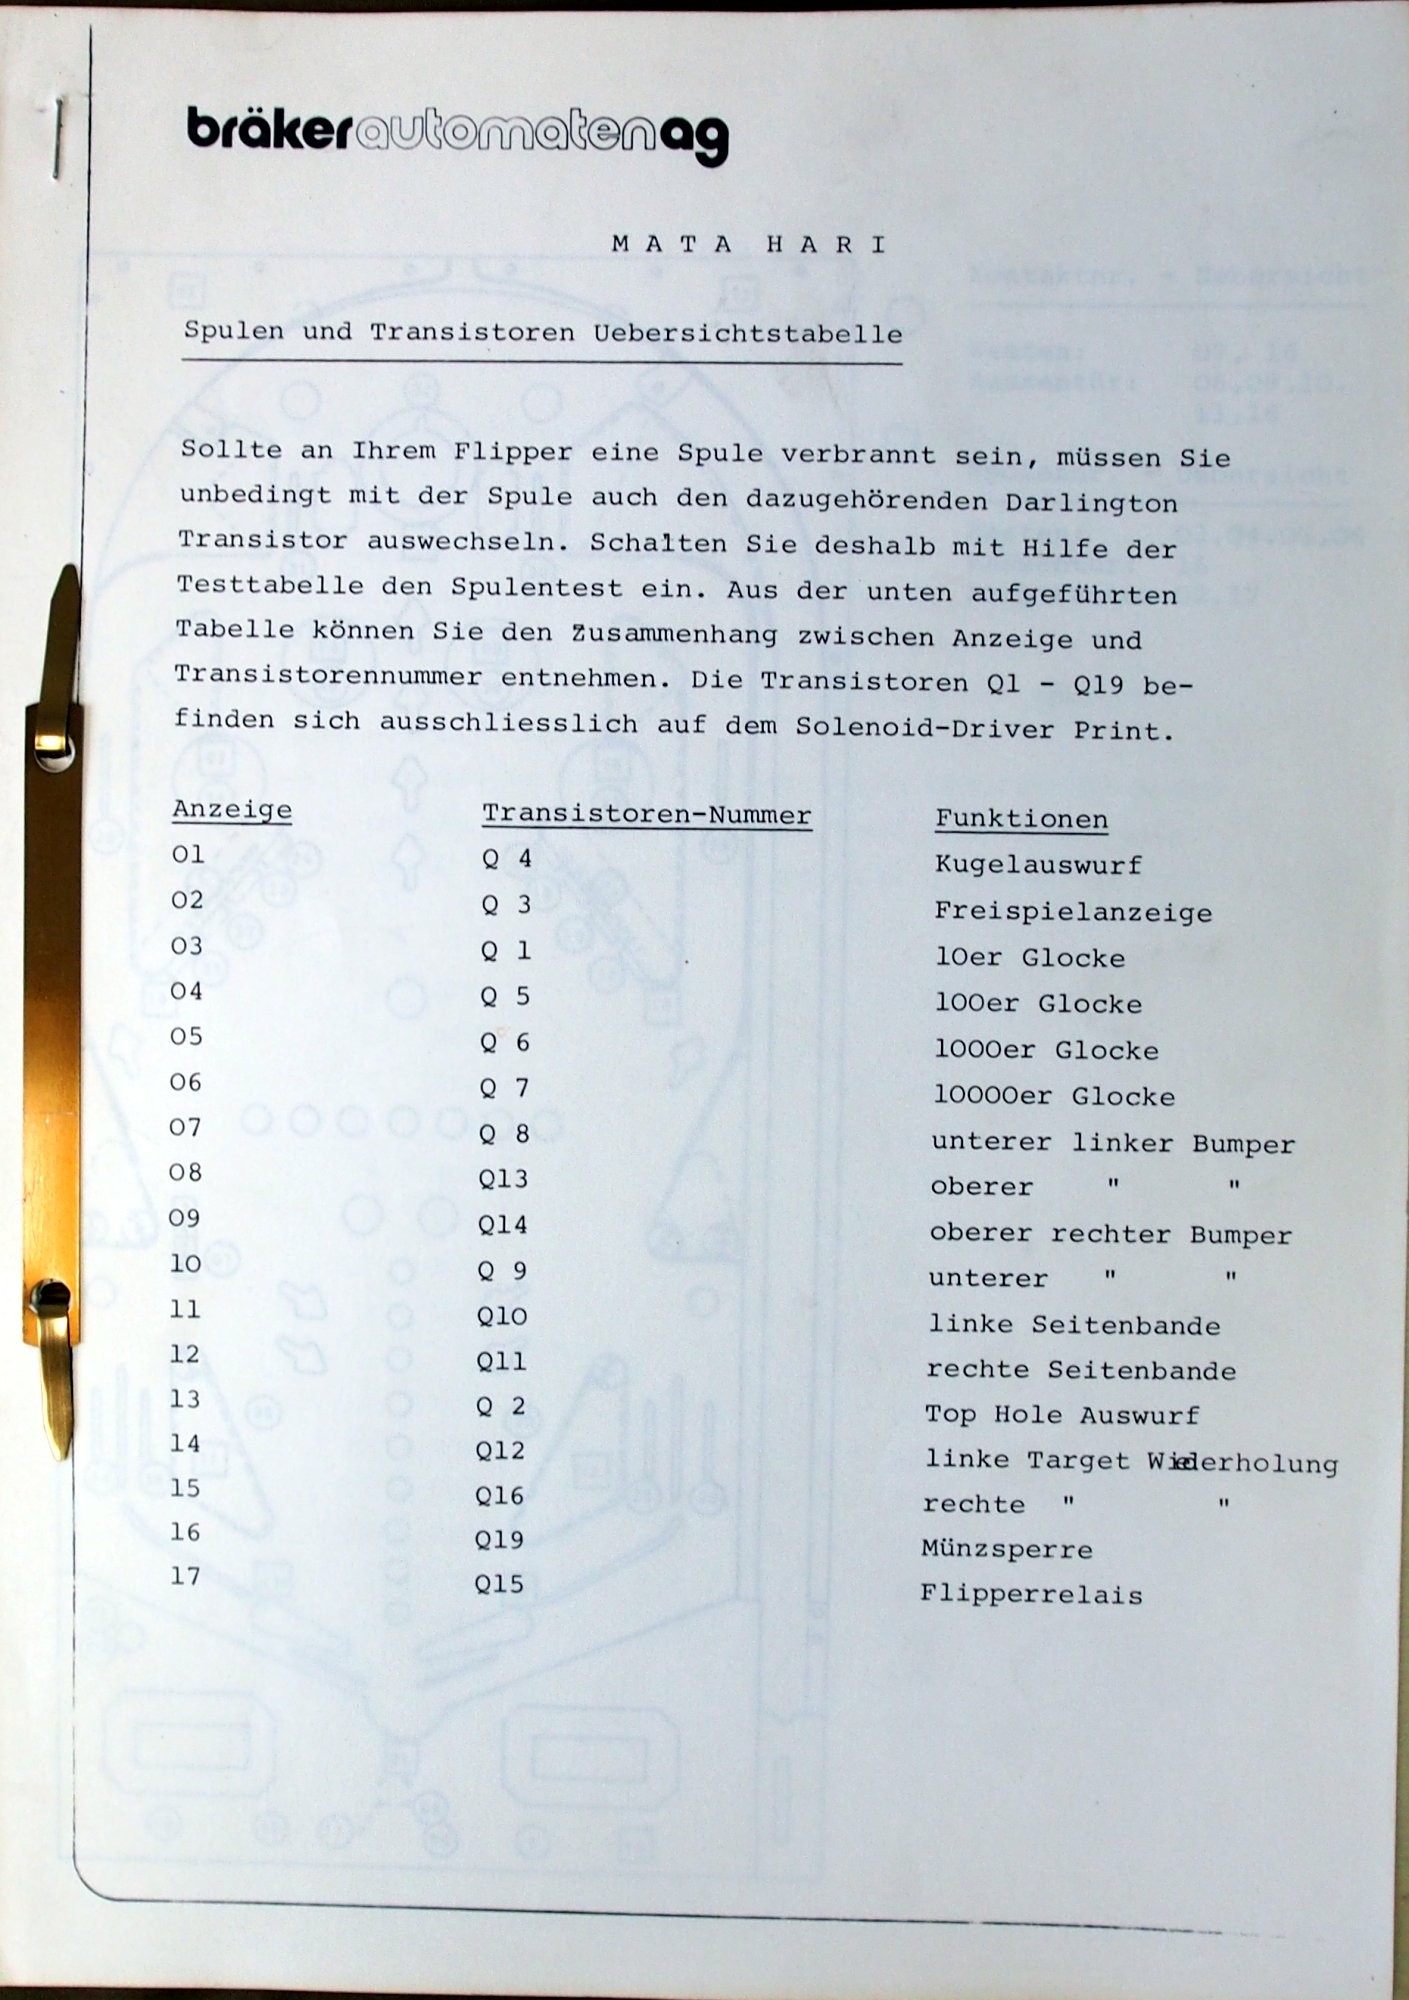 bräkerautomatenag
M A T A  H A R I
Spulen und Transistoren Uebersichtstabelle
Sollte an Ihrem Flipper eine Spule verbrannt sein, müssen Sie
unbedingt mit der Spule auch den dazugehörenden Darlington
Transistor auswechseln. Schalten Sie deshalb mit Hilfe der
Testtabelle den Spulentest ein. Aus der unten aufgeführten
Tabelle können Sie den Zusammenhang zwischen Anzeige und
Transistorennummer entnehmen. Die Transistoren Q1 - Q19 be-
finden sich ausschliesslich auf dem Solenoid-Driver Print.
Anzeige Transistoren-Nummer Funktionen
01 Q 4 Kugelauswurf
02 Q 3 Freispielanzeige
03 Q 1 10er Glocke
04 Q 5 100er Glocke
05 Q 6 1000er Glocke
06 Q 7 10000er Glocke
07 Q 8 unterer linker Bumper
08 Q13 oberer " "
09 Q14 oberer rechter Bumper
10 Q 9 unterer " "
11 Q10 linke Seitenbande
12 Q11 rechte Seitenbande
13 Q 2 Top Hole Auswurf
14 Q12 linke Target Wiederholung
15 Q16 rechte " "
16 Q19 Münzsperre
17 Q15 Flipperrelais